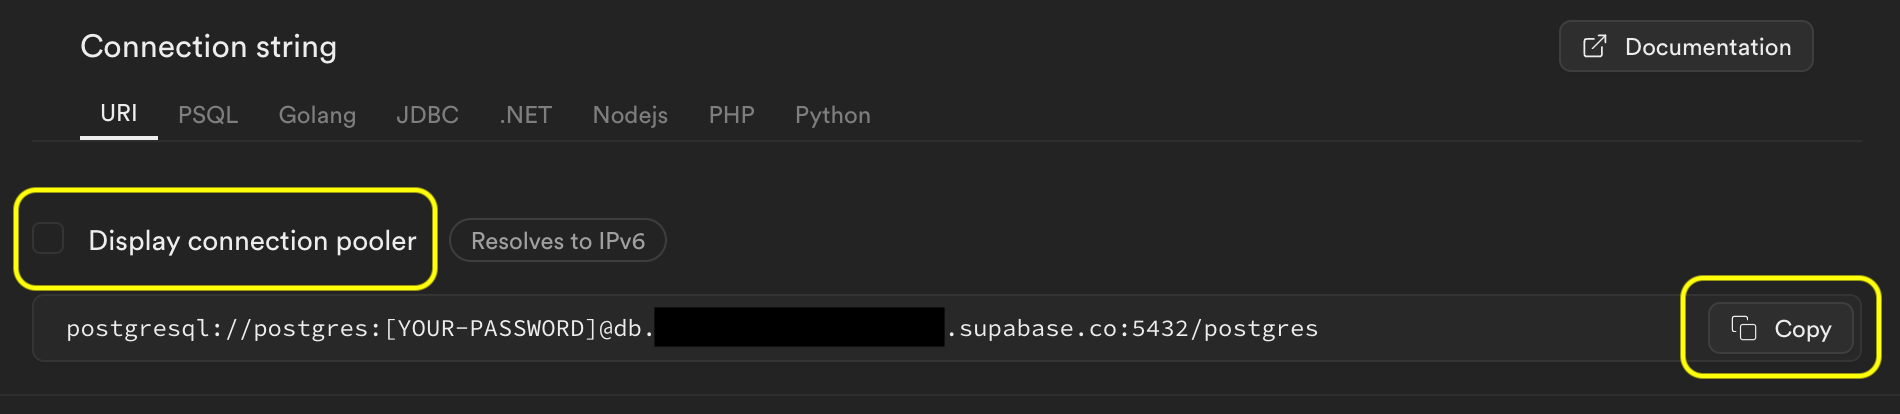 Connection string
Documentation
URI PSQL Golang JDBC .NET Nodejs PHP Python
Display connection pooler Resolves to IPv6
postgresql://postgres:[YOUR-PASSWORD]@db. .supabase.co:5432/postgres
Copy